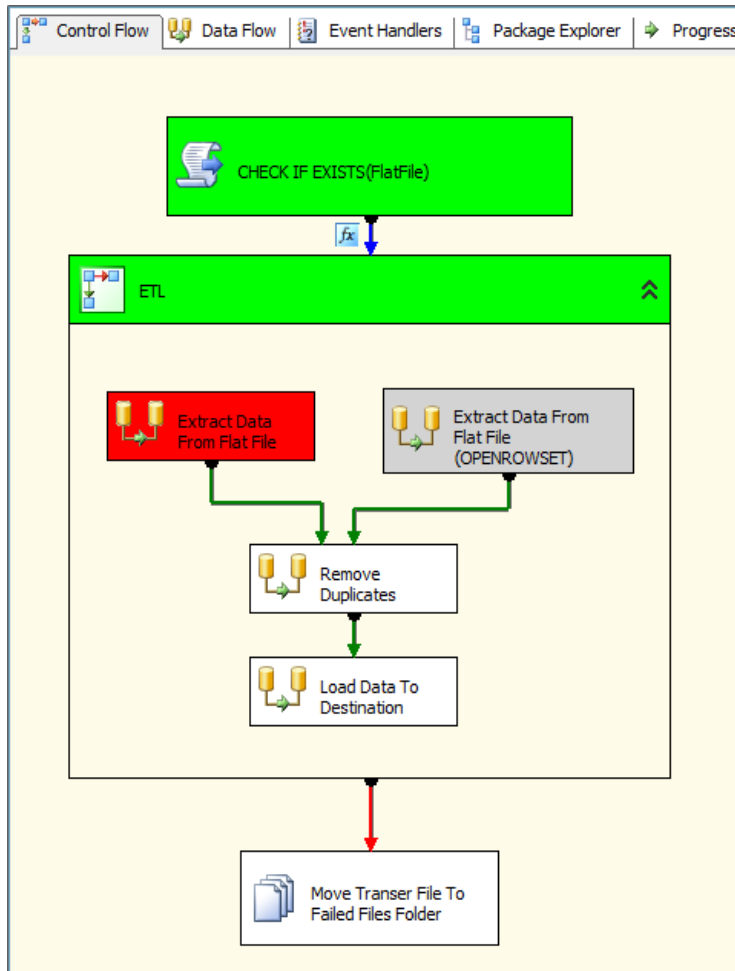 Control Flow
Data Flow
Event Handlers
Package Explorer
Progress
CHECK IF EXISTS(FlatFile)
fx
ETL
Extract Data
From Flat File
Extract Data From
Flat File
(OPENROWSET)
Remove
Duplicates
Load Data To
Destination
Move Transer File To
Failed Files Folder